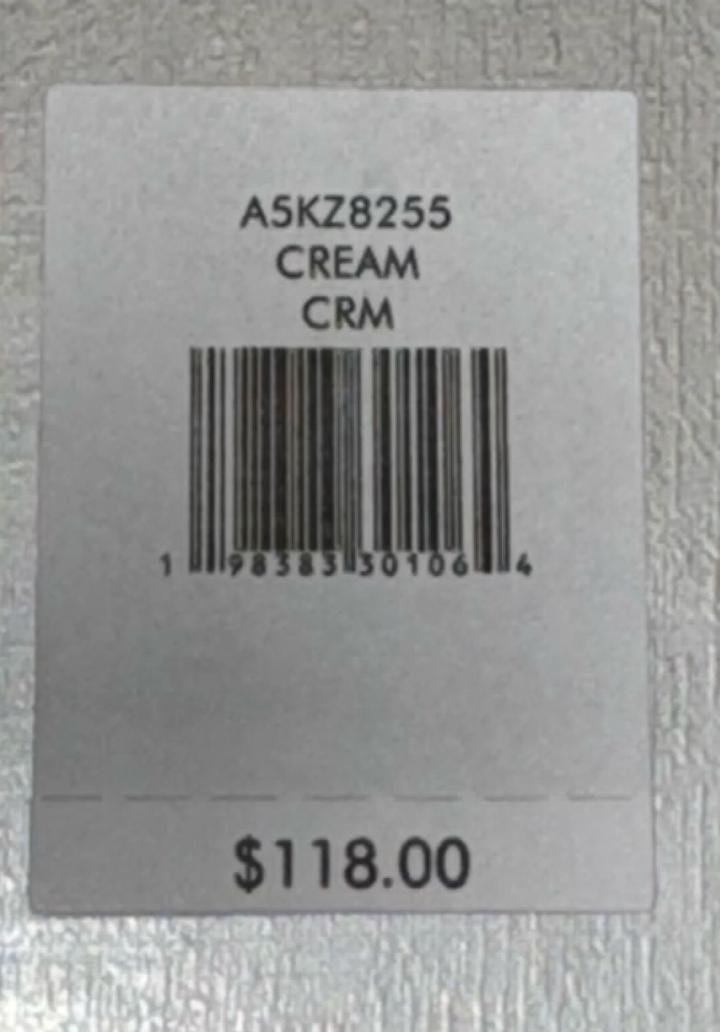 A5KZ8255
CREAM
CRM
1 98383 30106 4
$118.00